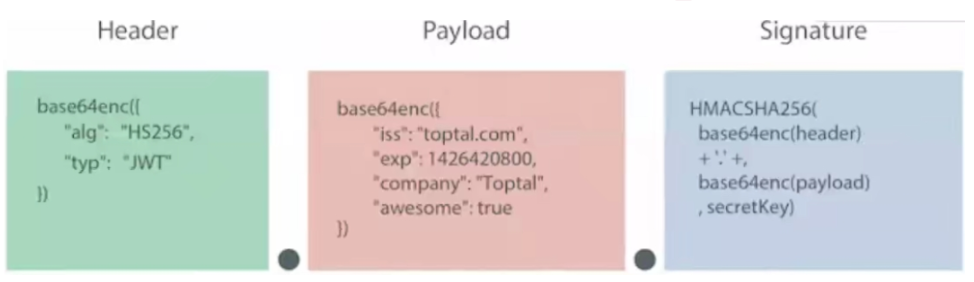 Header
base64enc({
"alg": "HS256",
"typ": "JWT"
})
Payload
base64enc({
"iss": "toptal.com",
"exp": 1426420800,
"company": "Toptal",
"awesome": true
})
Signature
HMACSHA256(
base64enc(header)
+ '.' +,
base64enc(payload)
, secretKey)